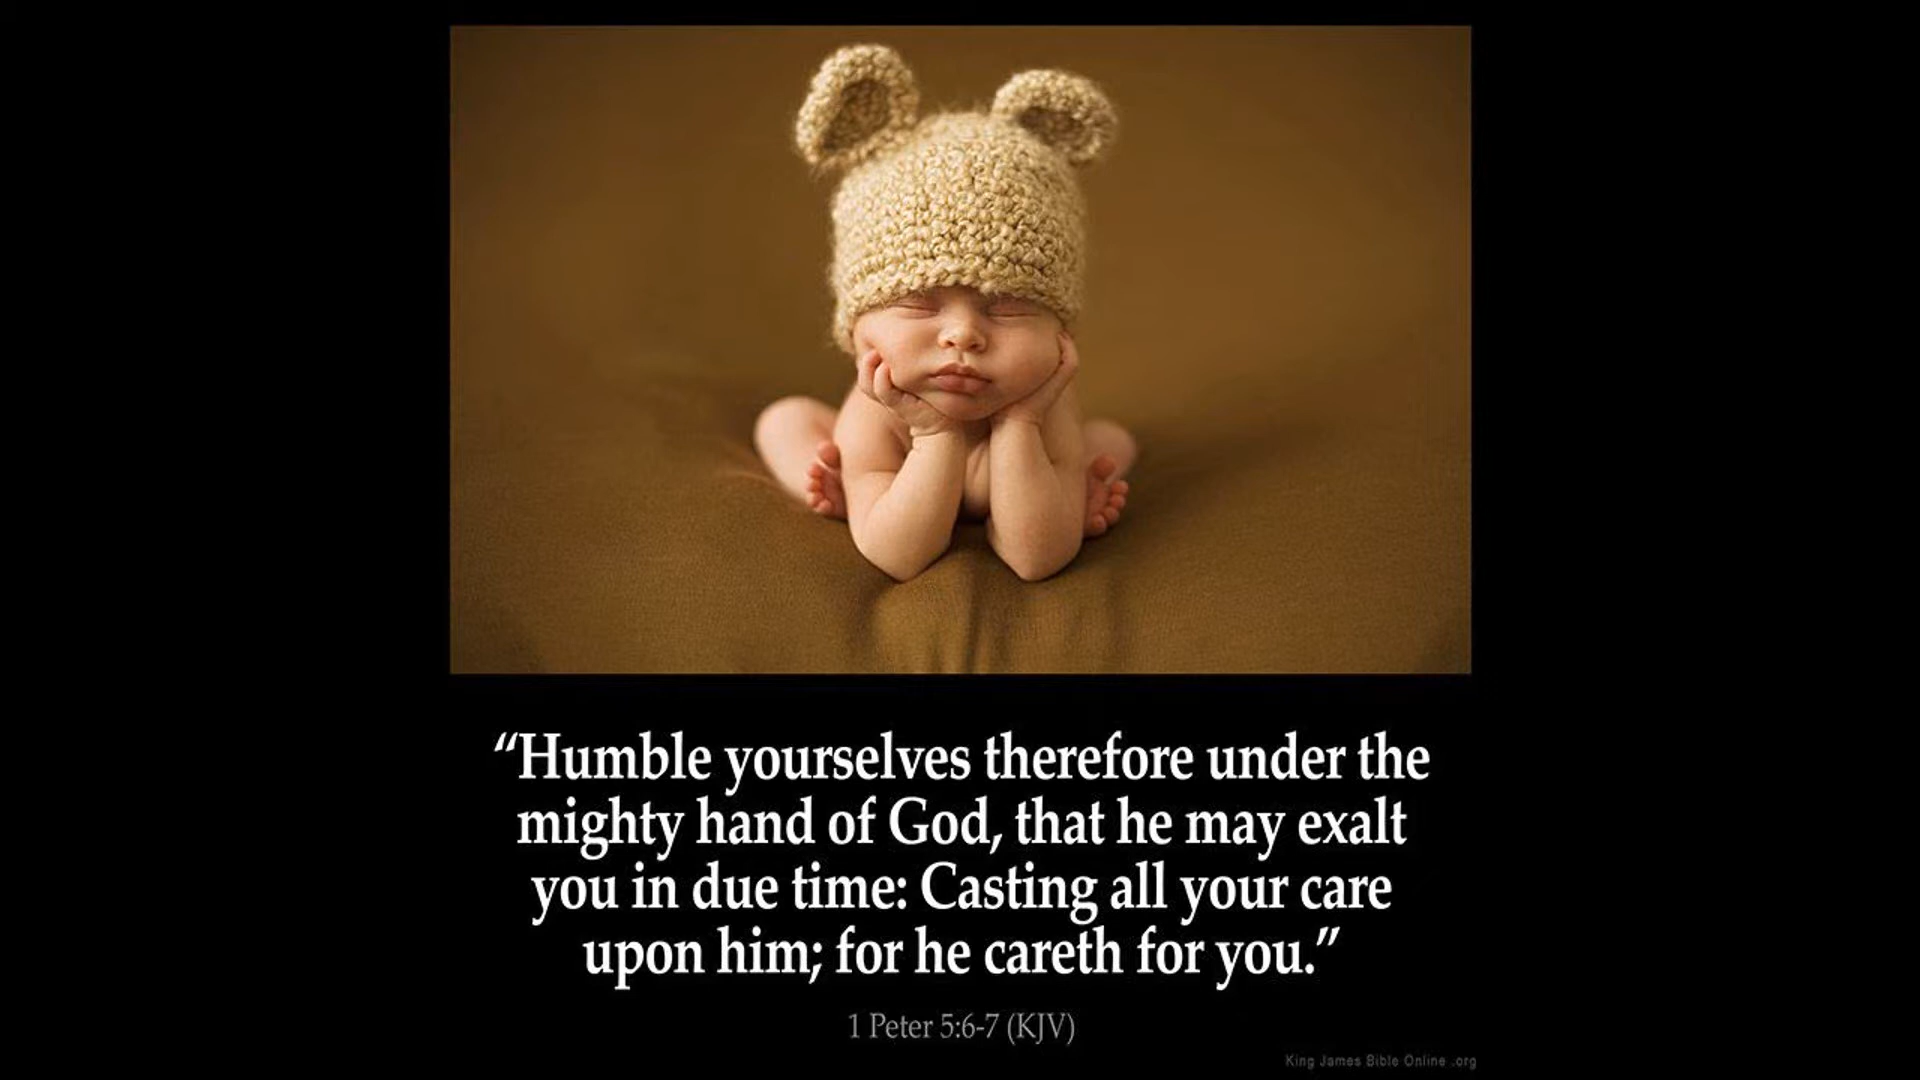 “Humble yourselves therefore under the
mighty hand of God, that he may exalt
you in due time: Casting all your care
upon him; for he careth for you.”
1 Peter 5:6-7 (KJV)
King James Bible Online .org